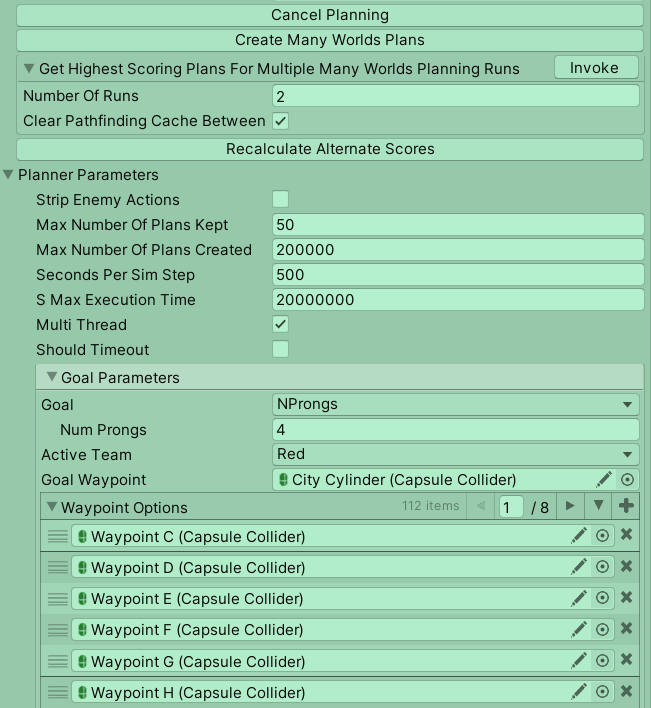 Cancel Planning
Create Many Worlds Plans
Get Highest Scoring Plans For Multiple Many Worlds Planning Runs Invoke
Number Of Runs 2
Clear Pathfinding Cache Between
Recalculate Alternate Scores
Planner Parameters
Strip Enemy Actions
Max Number Of Plans Kept 50
Max Number Of Plans Created 200000
Seconds Per Sim Step 500
S Max Execution Time 20000000
Multi Thread
Should Timeout
Goal Parameters
Goal NProngs
Num Prongs 4
Active Team Red
Goal Waypoint City Cylinder (Capsule Collider)
Waypoint Options 112 items 1 / 8
Waypoint C (Capsule Collider)
Waypoint D (Capsule Collider)
Waypoint E (Capsule Collider)
Waypoint F (Capsule Collider)
Waypoint G (Capsule Collider)
Waypoint H (Capsule Collider)